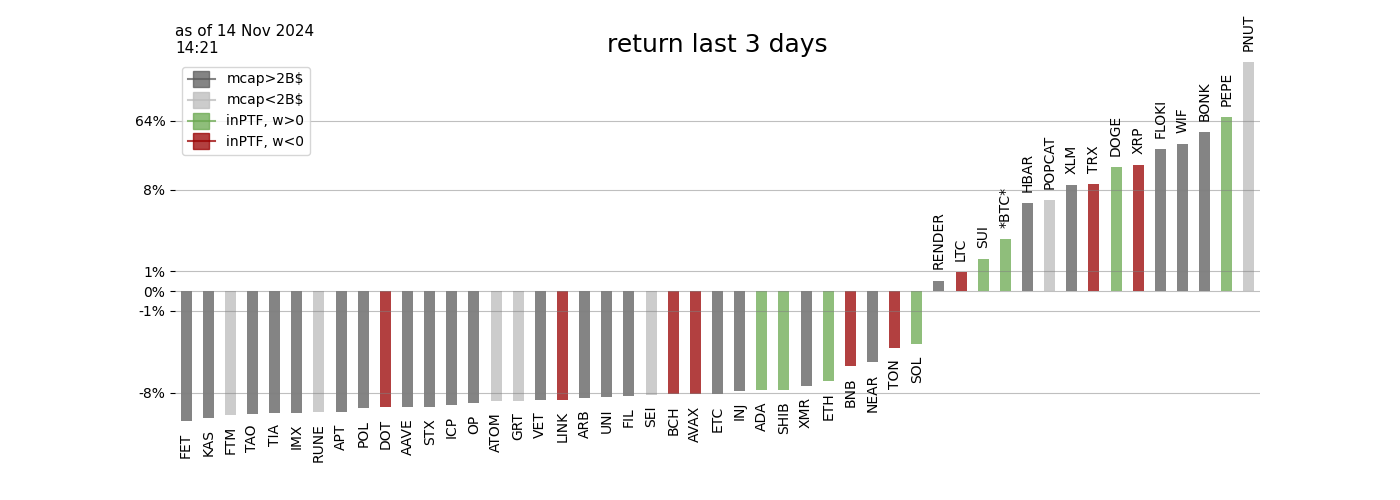 as of 14 Nov 2024
14:21
return last 3 days
mcap>2B$
mcap<2B$
inPTF, w>0
inPTF, w<0
64%
8%
1%
0%
-1%
-8%
FET
KAS
FTM
TAO
TIA
IMX
RUNE
APT
POL
DOT
AAVE
STX
ICP
OP
ATOM
GRT
VET
LINK
ARB
UNI
FIL
SEI
BCH
AVAX
ETC
INJ
ADA
SHIB
XMR
ETH
BNB
NEAR
TON
SOL
RENDER
LTC
SUI
*BTC*
HBAR
POPCAT
XLM
TRX
DOGE
XRP
FLOKI
WIF
BONK
PEPE
PNUT